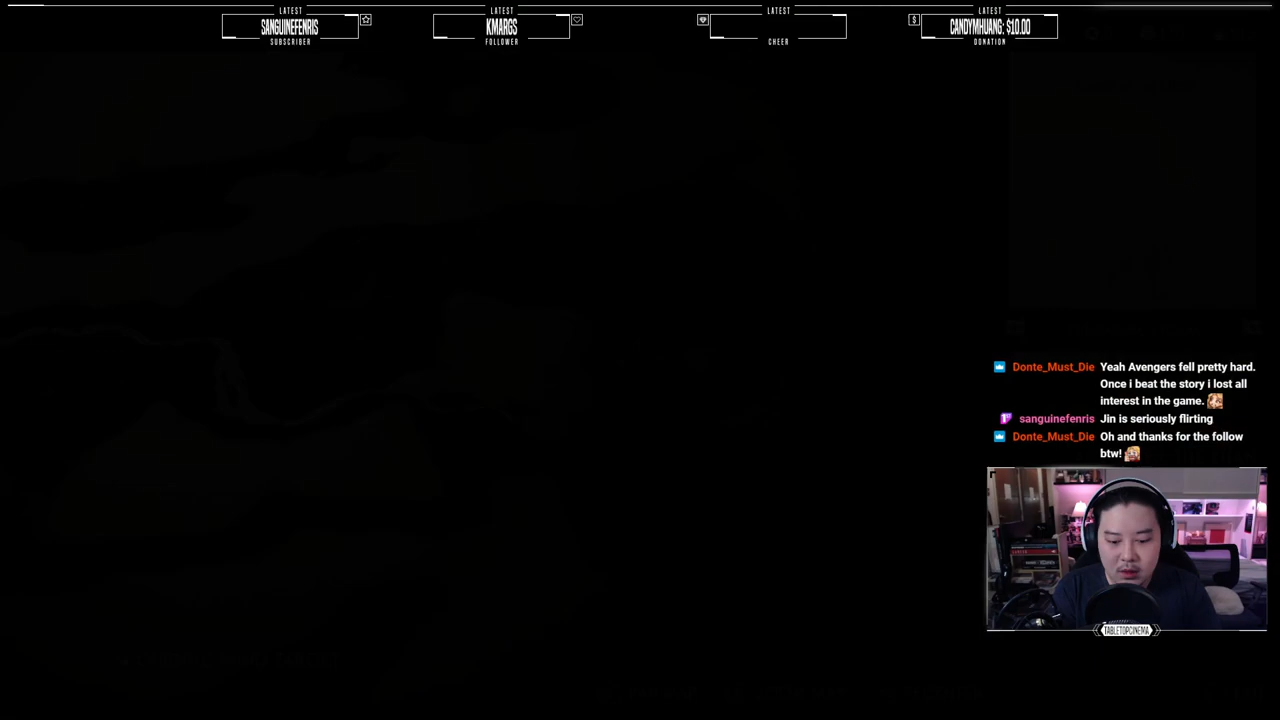 LATEST LATEST LATEST LATEST
SANGUINEFENRIS KMARGS CANDYMHUANG: $10.00
SUBSCRIBER FOLLOWER CHEER DONATION
Donte_Must_Die Yeah Avengers fell pretty hard.
Once i beat the story i lost all
interest in the game.
sanguinefenris Jin is seriously flirting
Donte_Must_Die Oh and thanks for the follow
btw!
TABLETOPCINEMA